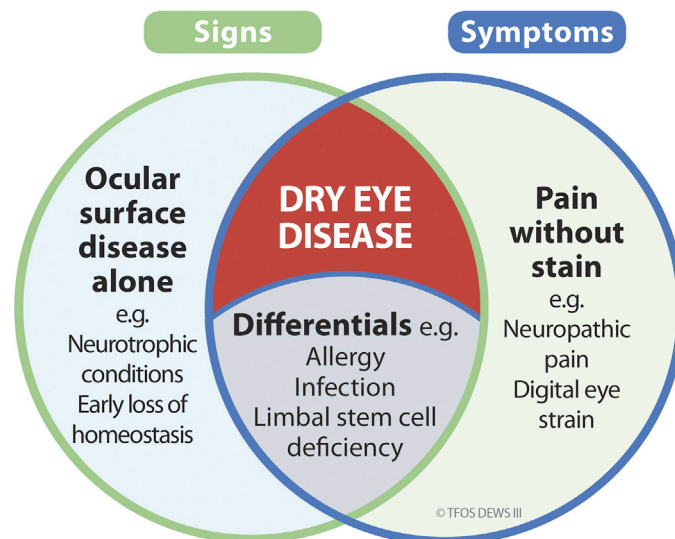 Signs
Symptoms
Ocular
surface
disease
alone
e.g.
Neurotrophic
conditions
Early loss of
homeostasis
DRY EYE
DISEASE
Differentials e.g.
Allergy
Infection
Limbal stem cell
deficiency
Pain
without
stain
e.g.
Neuropathic
pain
Digital eye
strain
© TFOS DEWS III